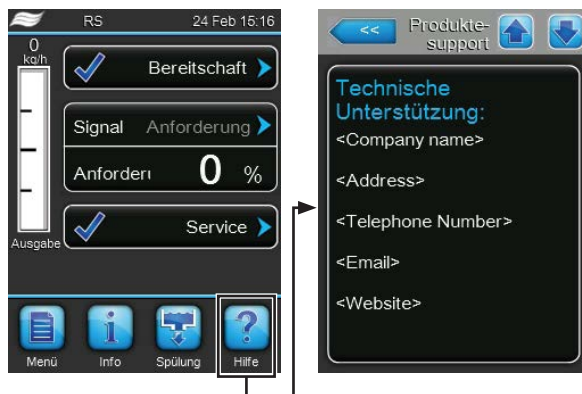 RS 24 Feb 15:16
0
kg/h
Bereitschaft
Signal Anforderung
Anforderı 0 %
Service
Ausgabe
Menü Info Spülung Hilfe
<< Produkte-
support
Technische
Unterstützung:
<Company name>
<Address>
<Telephone Number>
<Email>
<Website>